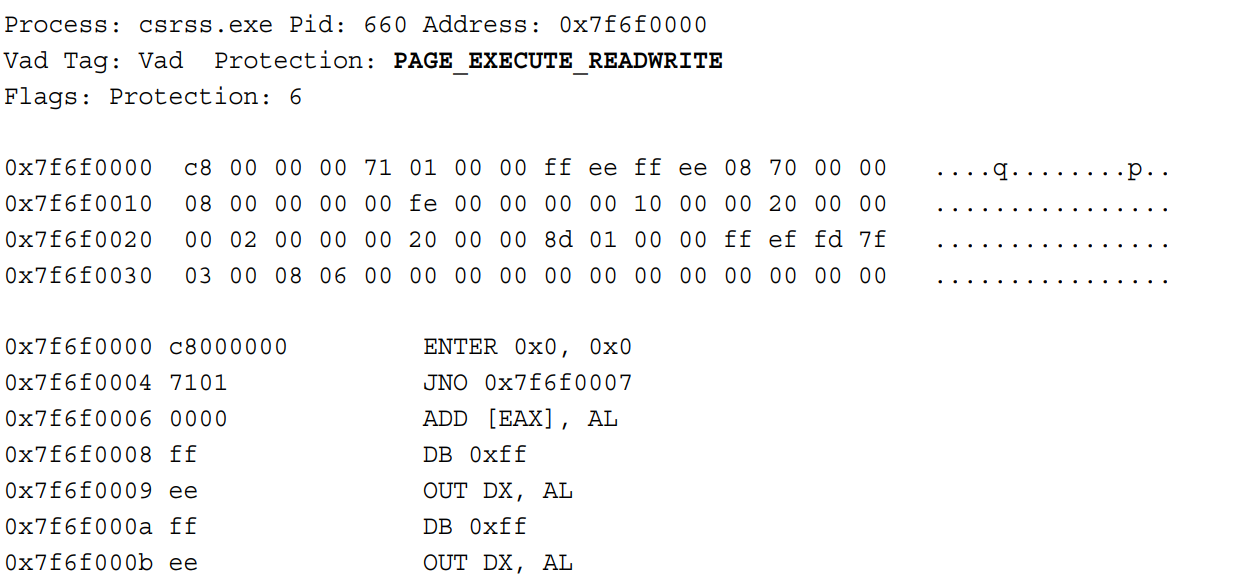 Process: csrss.exe Pid: 660 Address: 0x7f6f0000
Vad Tag: Vad  Protection: PAGE_EXECUTE_READWRITE
Flags: Protection: 6
0x7f6f0000  c8 00 00 00 71 01 00 00 ff ee ff ee 08 70 00 00   ....q........p..
0x7f6f0010  08 00 00 00 00 fe 00 00 00 00 10 00 00 20 00 00   ................
0x7f6f0020  00 02 00 00 00 20 00 00 8d 01 00 00 ff ef fd 7f   ................
0x7f6f0030  03 00 08 06 00 00 00 00 00 00 00 00 00 00 00 00   ................
0x7f6f0000 c8000000         ENTER 0x0, 0x0
0x7f6f0004 7101             JNO 0x7f6f0007
0x7f6f0006 0000             ADD [EAX], AL
0x7f6f0008 ff               DB 0xff
0x7f6f0009 ee               OUT DX, AL
0x7f6f000a ff               DB 0xff
0x7f6f000b ee               OUT DX, AL